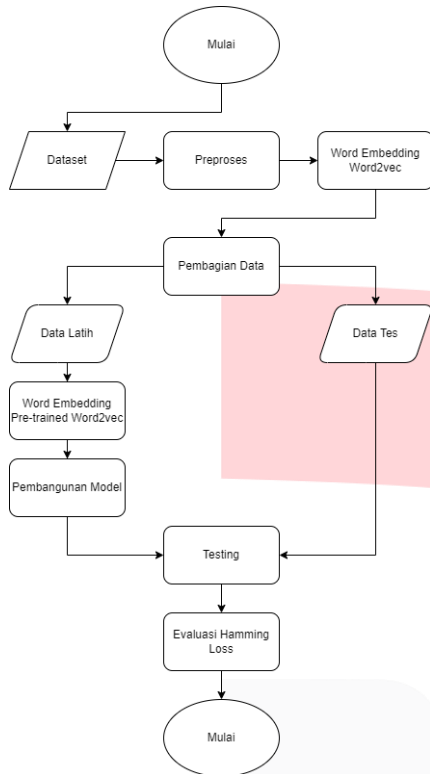 Mulai
Dataset
Preproses
Word Embedding
Word2vec
Pembagian Data
Data Latih
Data Tes
Word Embedding
Pre-trained Word2vec
Pembangunan Model
Testing
Evaluasi Hamming
Loss
Mulai